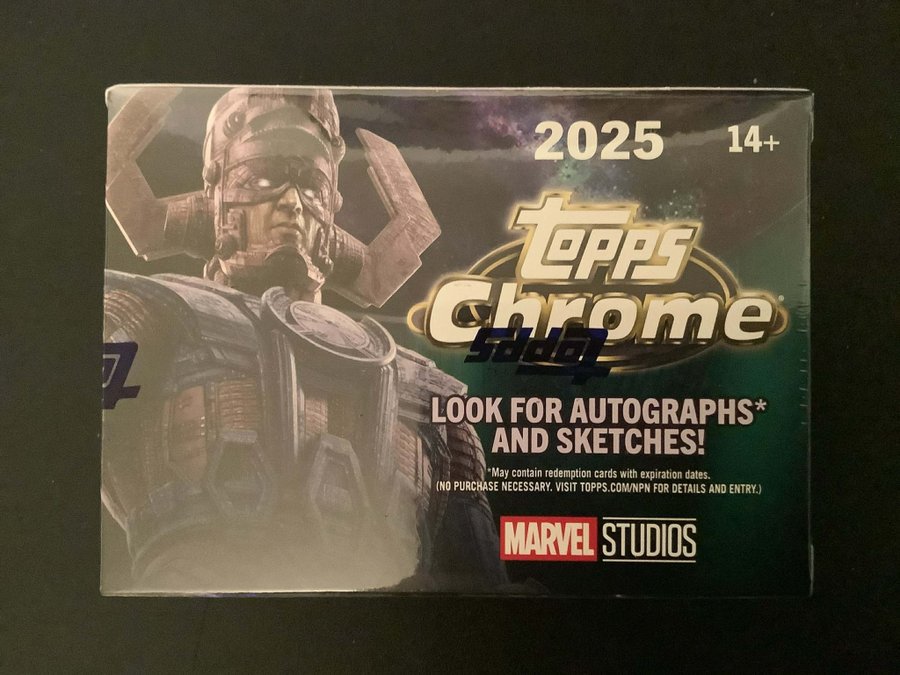 2025
14+
topps
Chrome®
topps
LOOK FOR AUTOGRAPHS*
AND SKETCHES!
*May contain redemption cards with expiration dates.
(NO PURCHASE NECESSARY. VISIT TOPPS.COM/NPN FOR DETAILS AND ENTRY.)
MARVEL STUDIOS